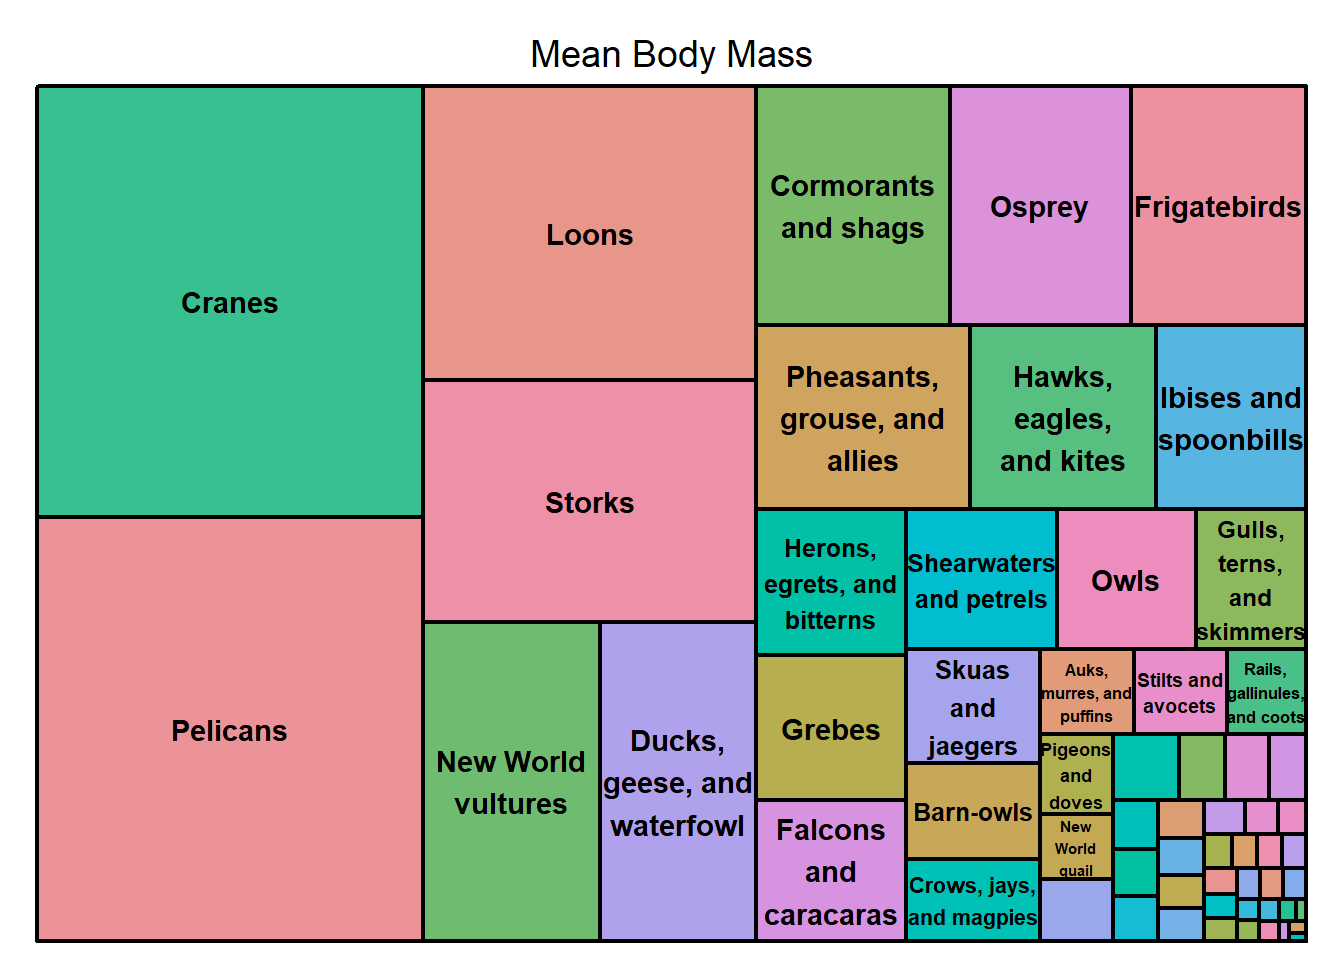 Mean Body Mass
Cranes
Pelicans
Loons
Storks
New World
vultures
Ducks,
geese, and
waterfowl
Cormorants
and shags
Osprey
Frigatebirds
Pheasants,
grouse, and
allies
Hawks,
eagles,
and kites
Ibises and
spoonbills
Herons,
egrets, and
bitterns
Shearwaters
and petrels
Owls
Gulls,
terns,
and
skimmers
Grebes
Falcons
and
caracaras
Skuas
and
jaegers
Barn-owls
Crows, jays,
and magpies
Auks,
murres, and
puffins
Stilts and
avocets
Rails,
gallinules,
and coots
Pigeons
and
doves
New
World
quail